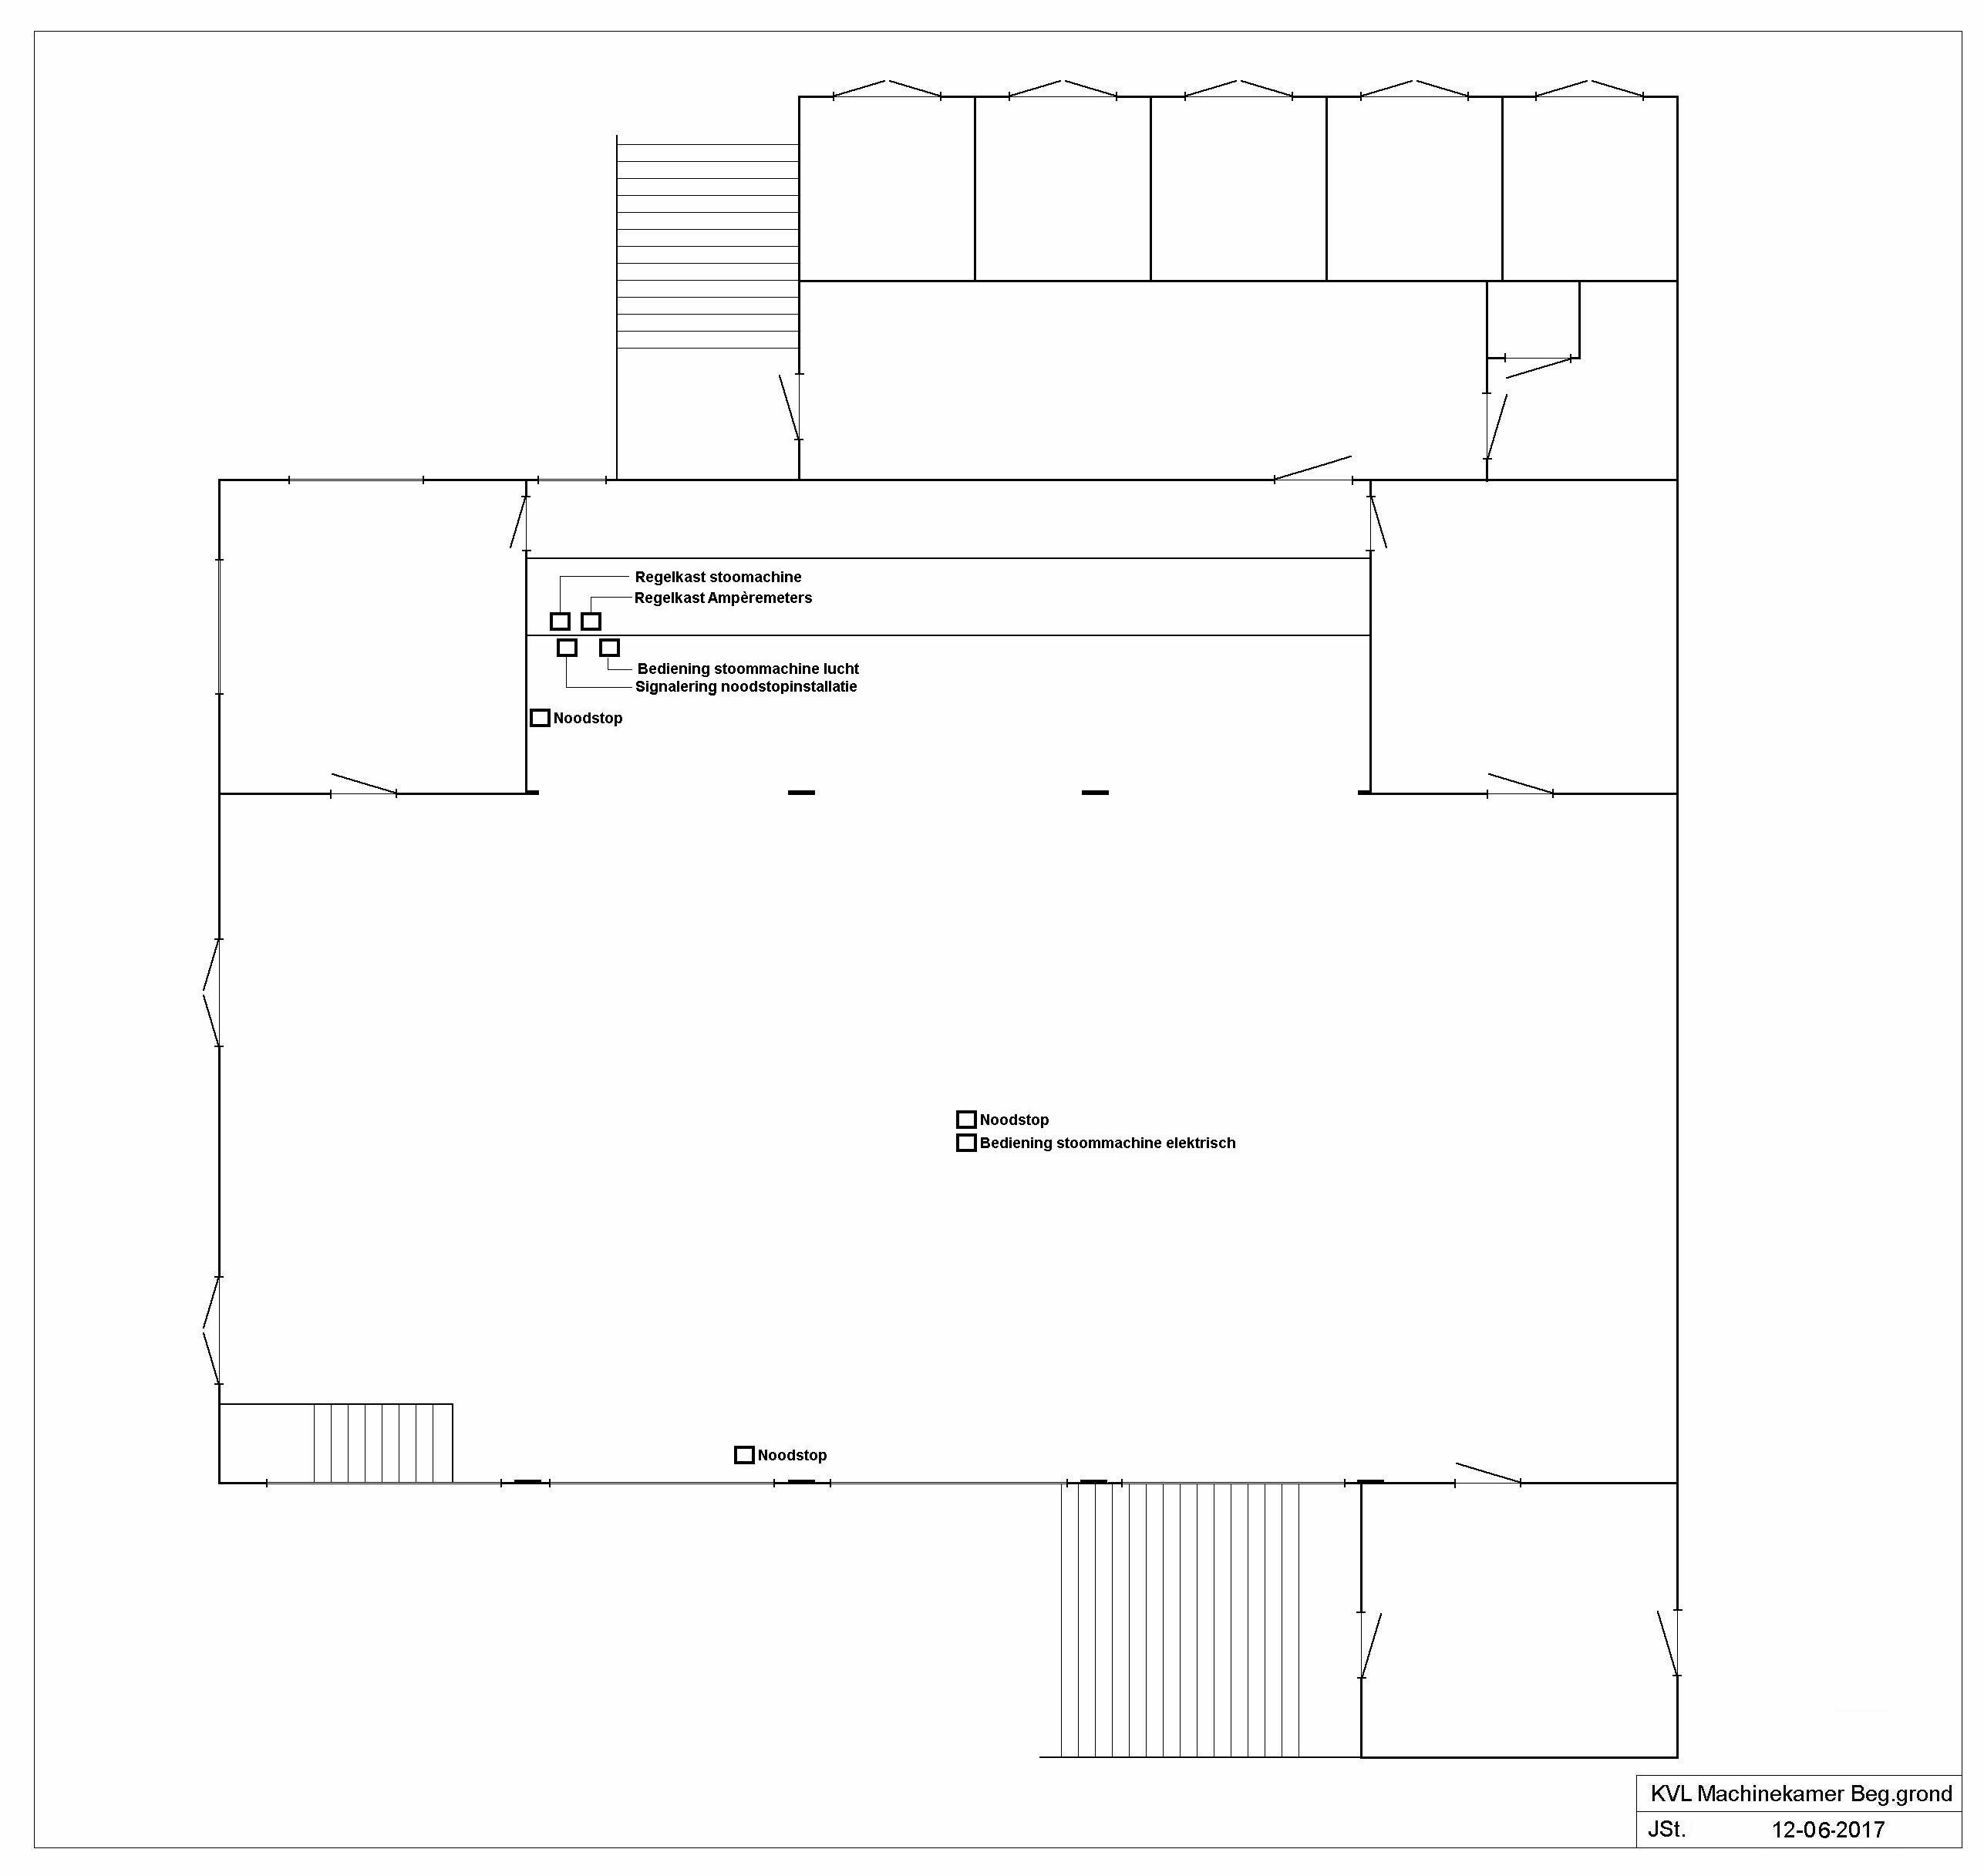 Regelkast stoomachine
Regelkast Ampèremeters
Bediening stoommachine lucht
Signalering noodstopinstallatie
Noodstop
Noodstop
Bediening stoommachine elektrisch
Noodstop
KVL Machinekamer Beg.grond
JSt. 12-06-2017